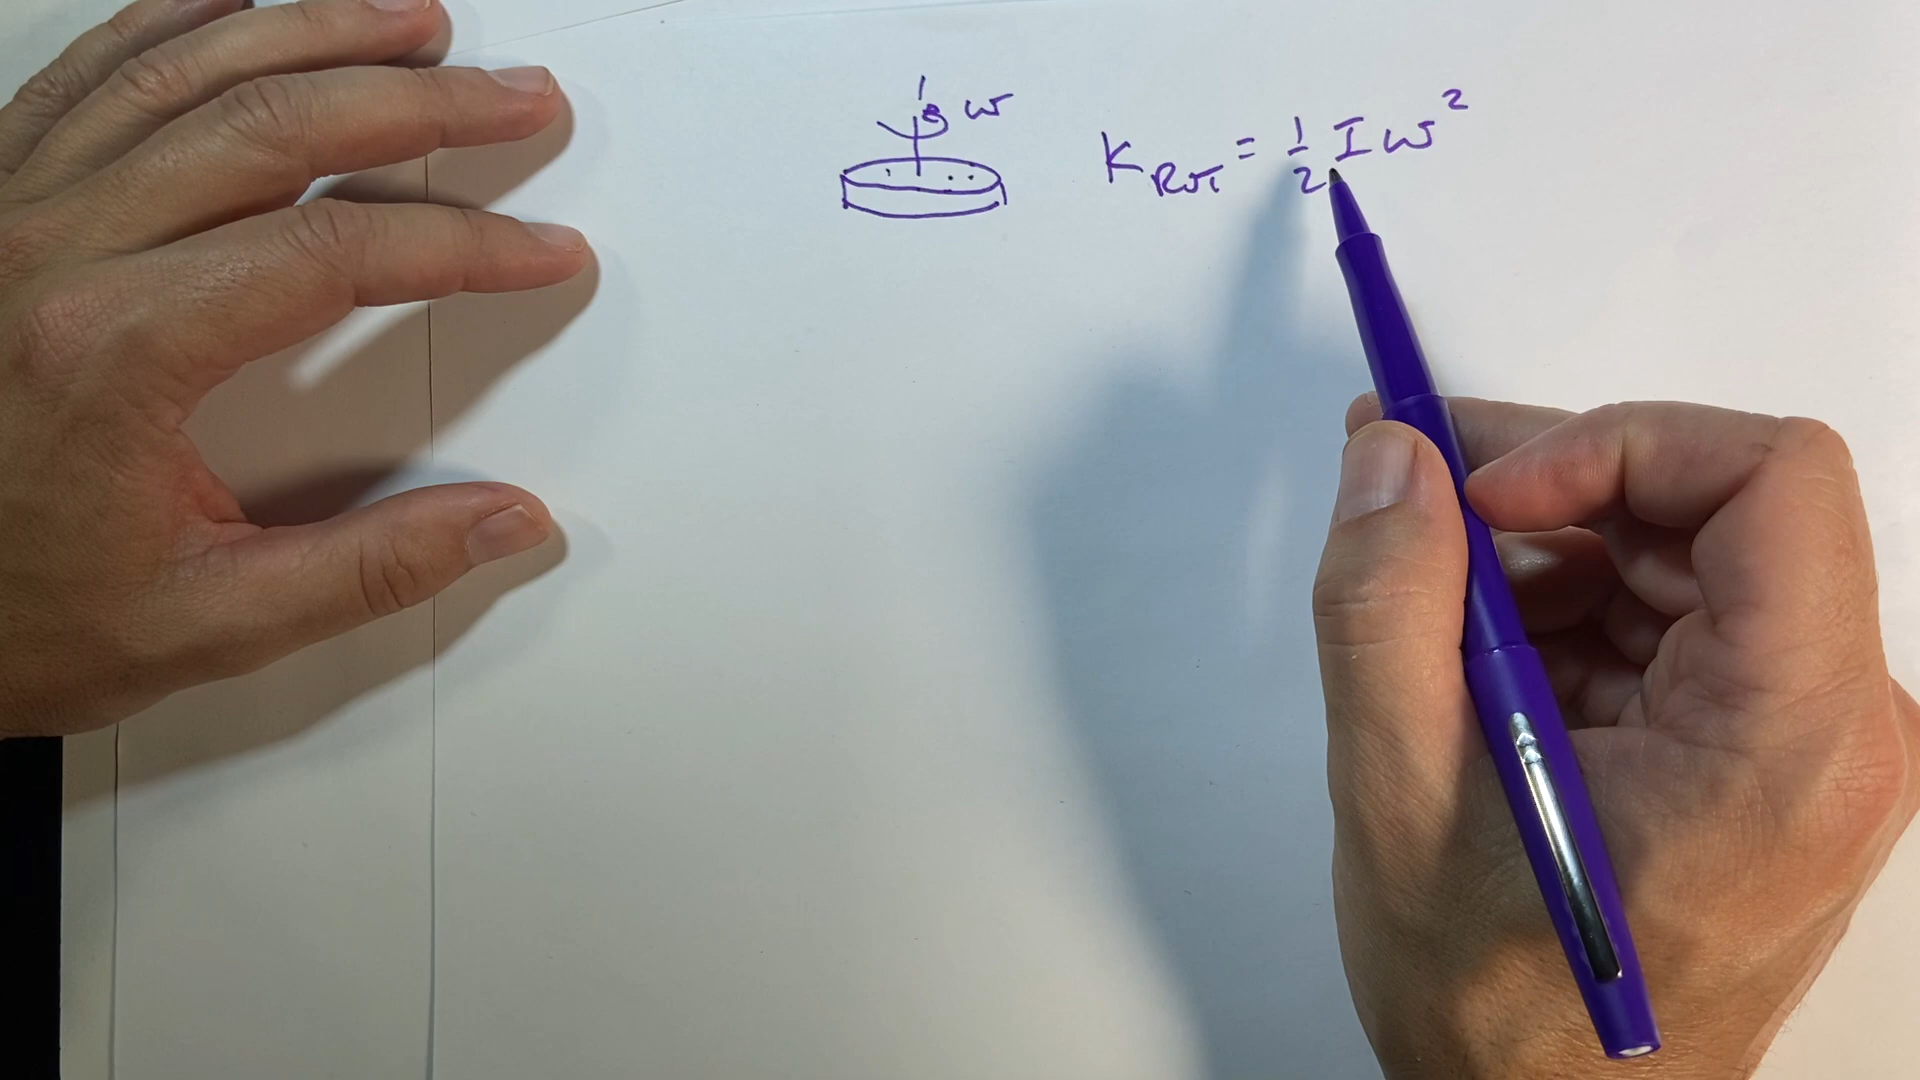 ω
K_Rot = 1/2 I ω²